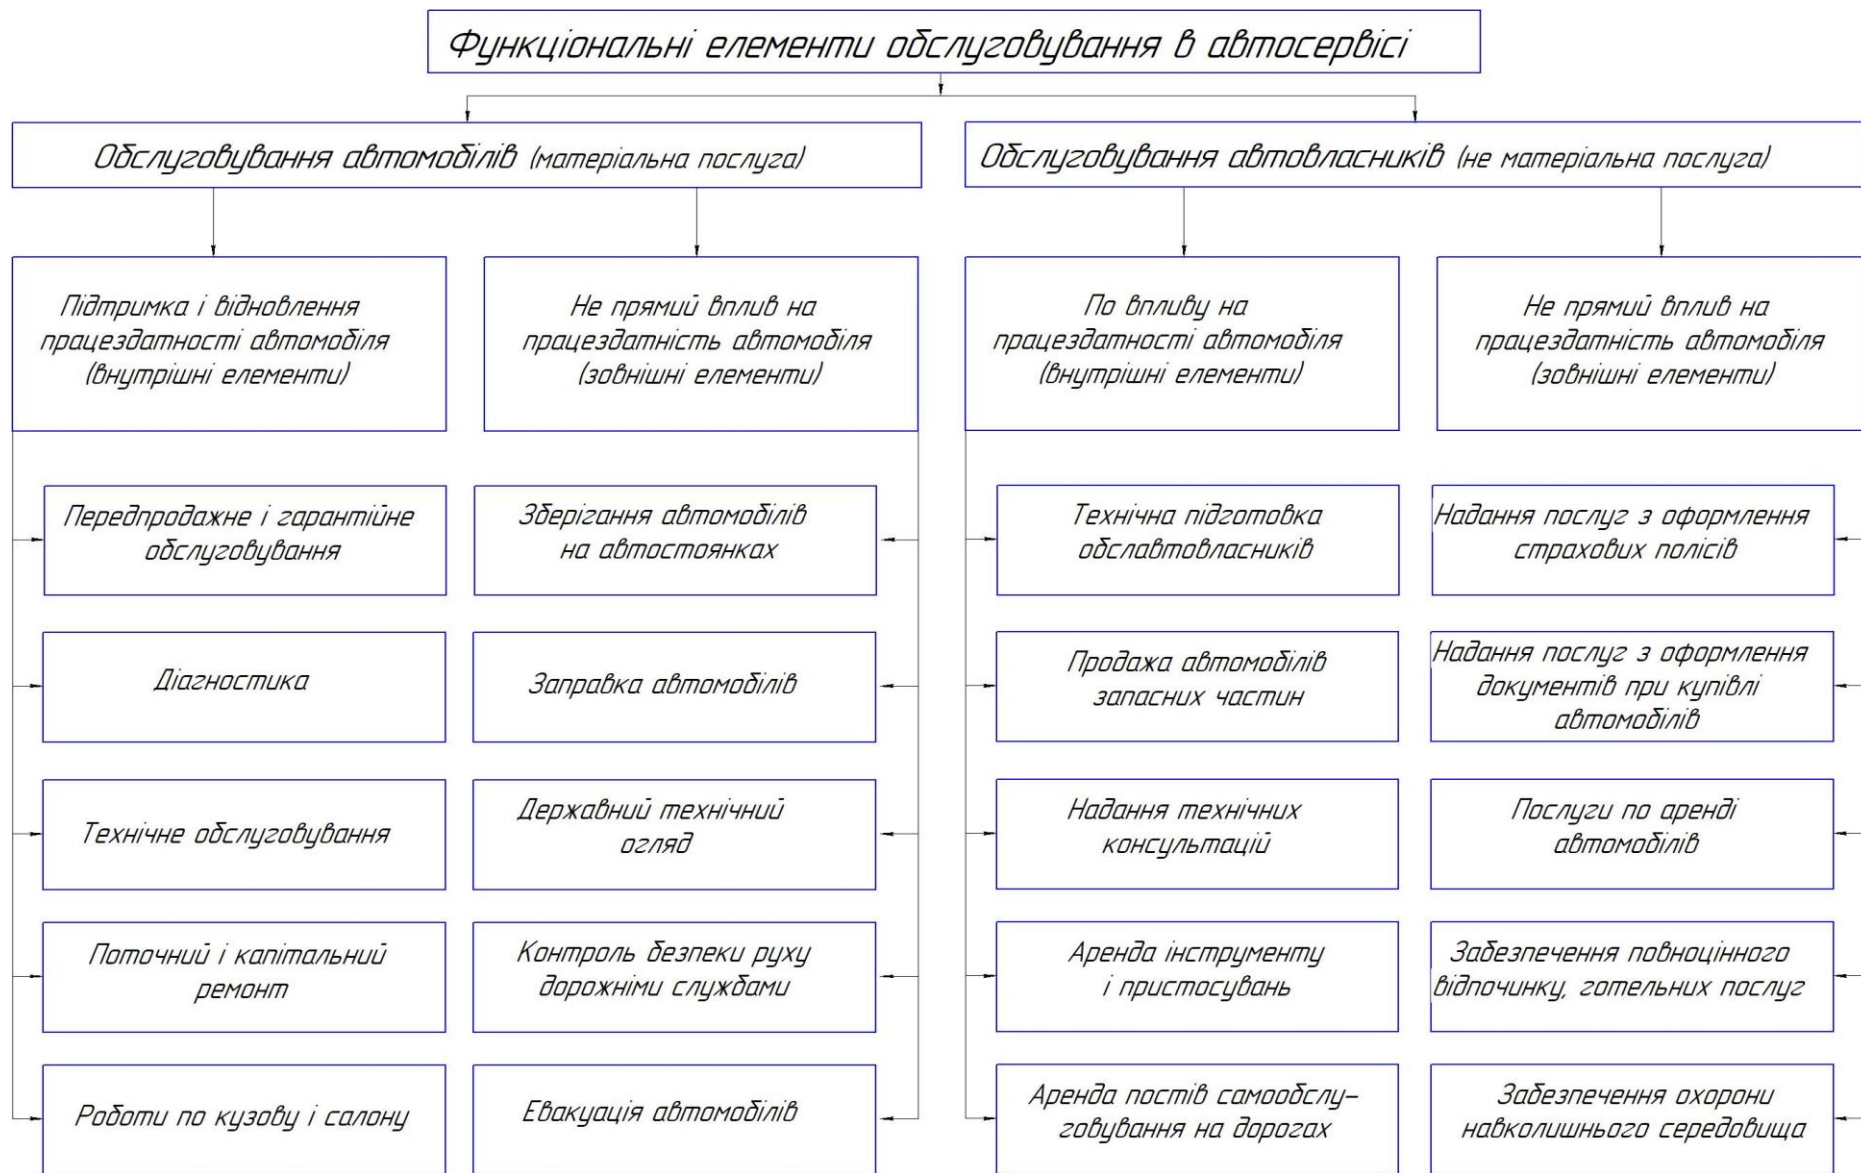 Функціональні елементи обслуговування в автосервісі
Обслуговування автомобілів (матеріальна послуга)
Обслуговування автовласників (не матеріальна послуга)
Підтримка і відновлення
працездатності автомобіля
(внутрішні елементи)
Не прямий вплив на
працездатність автомобіля
(зовнішні елементи)
По впливу на
працездатності автомобіля
(внутрішні елементи)
Не прямий вплив на
працездатність автомобіля
(зовнішні елементи)
Передпродажне і гарантійне
обслуговування
Зберігання автомобілів
на автостоянках
Технічна підготовка
обславтовласників
Надання послуг з оформлення
страхових полісів
Діагностика
Заправка автомобілів
Продажа автомобілів
запасних частин
Надання послуг з оформлення
документів при купівлі
автомобілів
Технічне обслуговування
Державний технічний
огляд
Надання технічних
консультацій
Послуги по аренді
автомобілів
Поточний і капітальний
ремонт
Контроль безпеки руху
дорожніми службами
Аренда інструменту
і пристосувань
Забезпечення повноцінного
відпочинку, готельних послуг
Роботи по кузову і салону
Евакуація автомобілів
Аренда постів самообслу-
говування на дорогах
Забезпечення охорони
навколишнього середовища